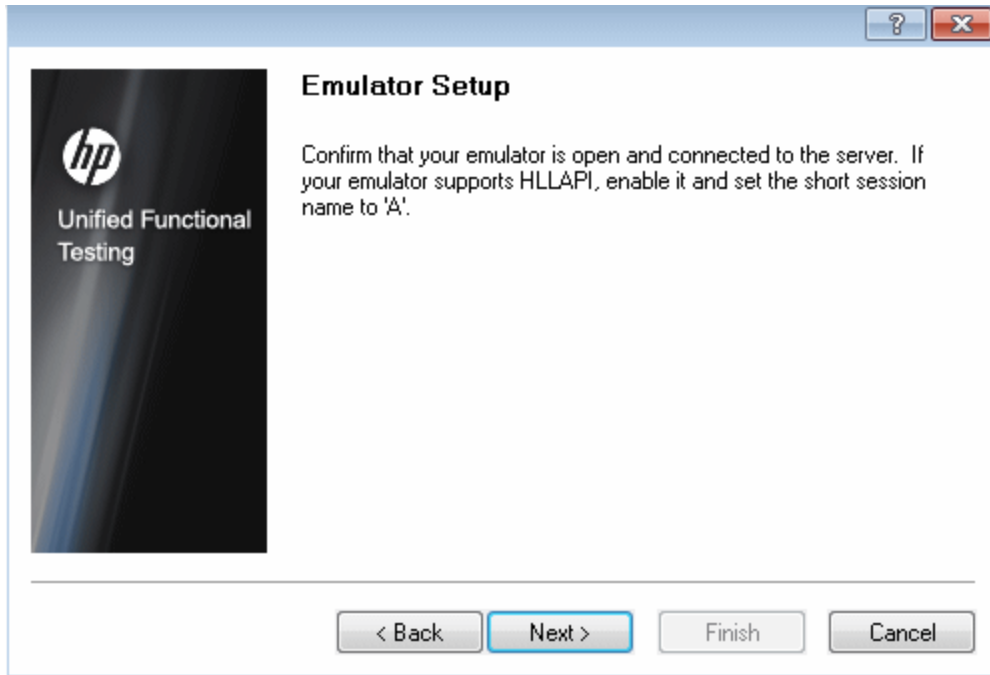 ?
Emulator Setup
hp
Unified Functional
Testing
Confirm that your emulator is open and connected to the server. If
your emulator supports HLLAPI, enable it and set the short session
name to 'A'.
< Back
Next >
Finish
Cancel